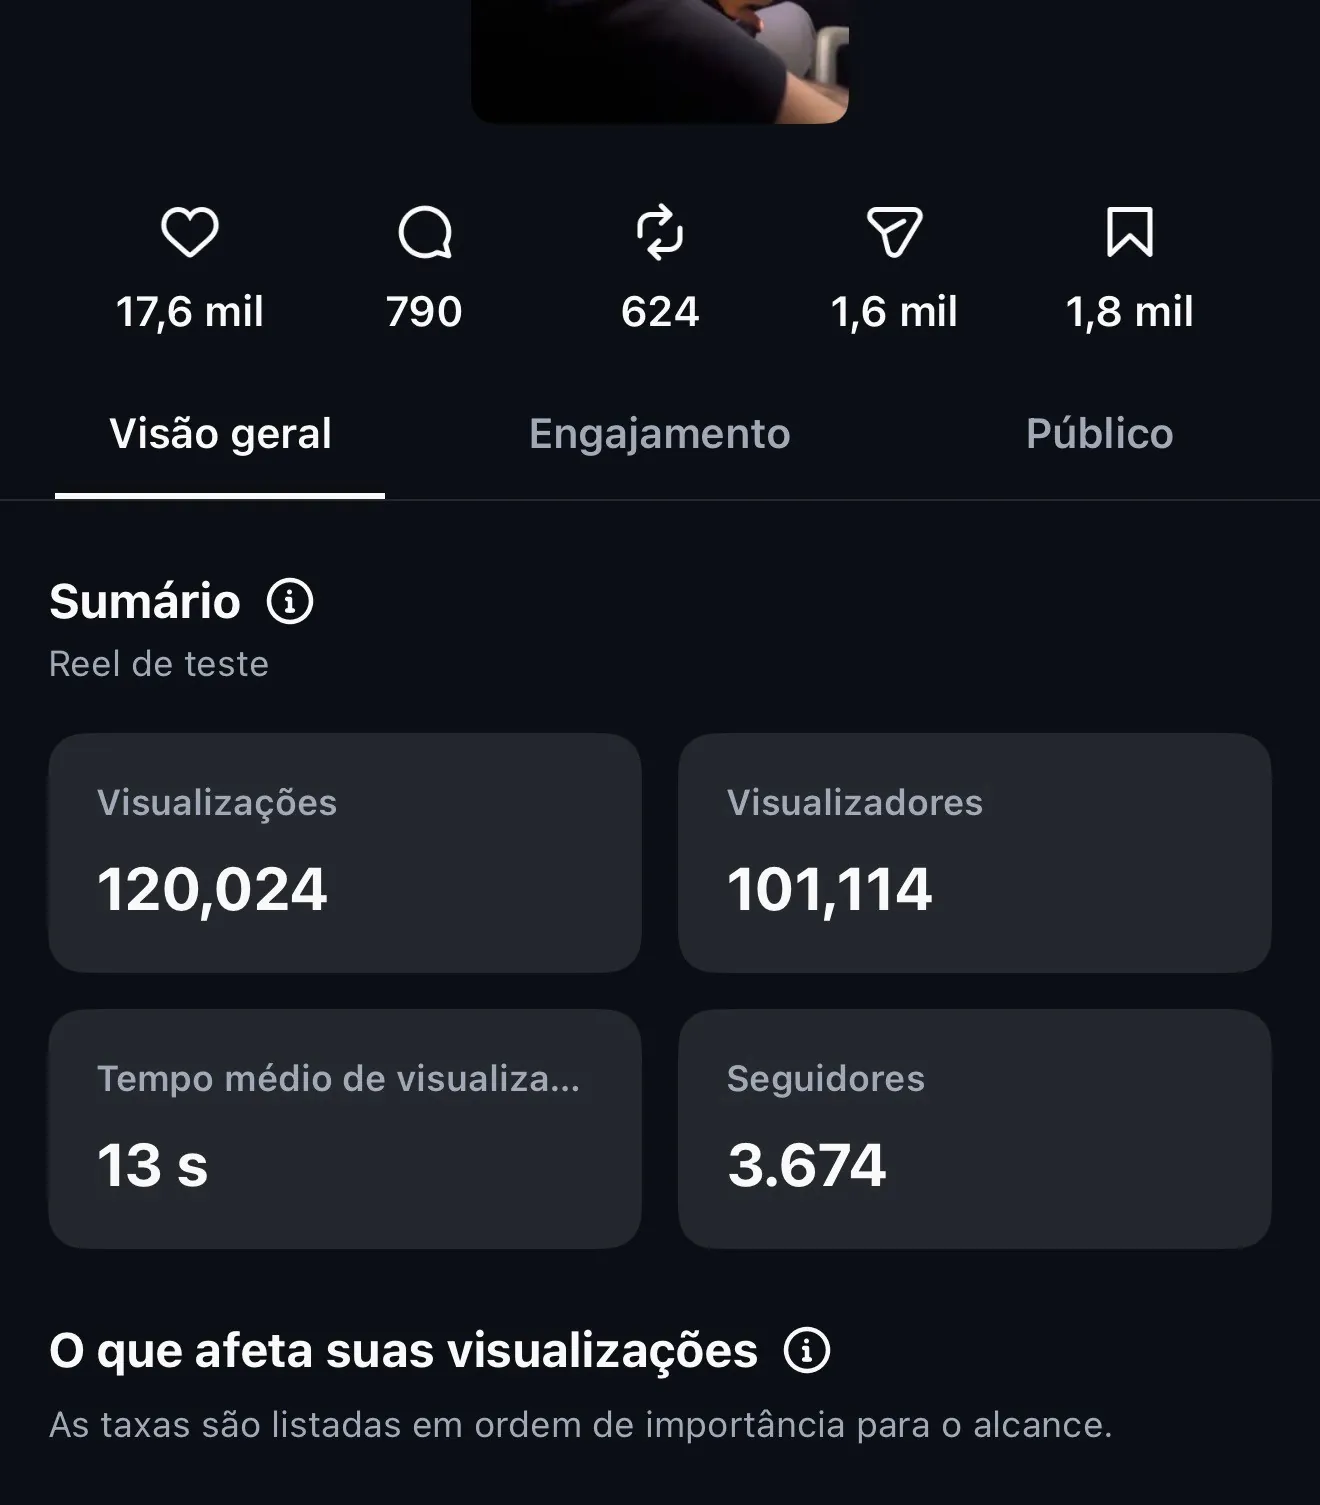 17,6 mil 790 624 1,6 mil 1,8 mil
Visão geral Engajamento Público
Sumário
Reel de teste
Visualizações Visualizadores
120,024 101,114
Tempo médio de visualiza... Seguidores
13 s 3.674
O que afeta suas visualizações
As taxas são listadas em ordem de importância para o alcance.